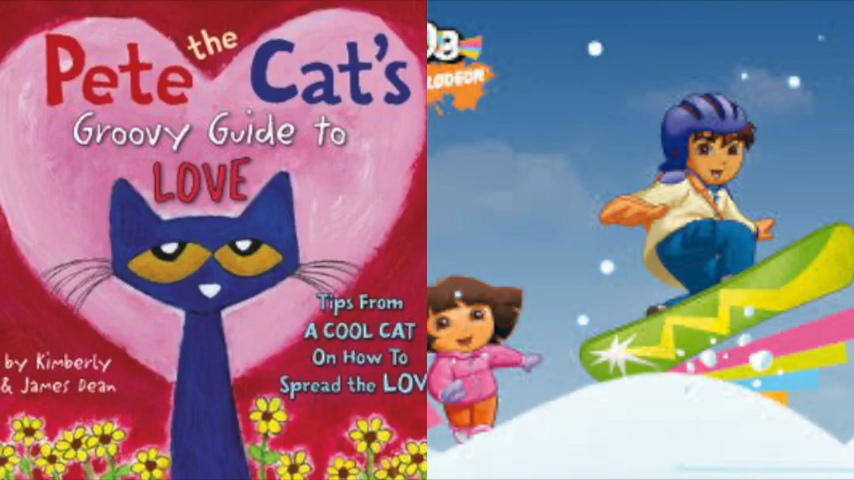 Pete the Cat's
Groovy Guide to
LOVE
Tips From
A COOL CAT
On How To
Spread the LOV
by Kimberly
& James Dean